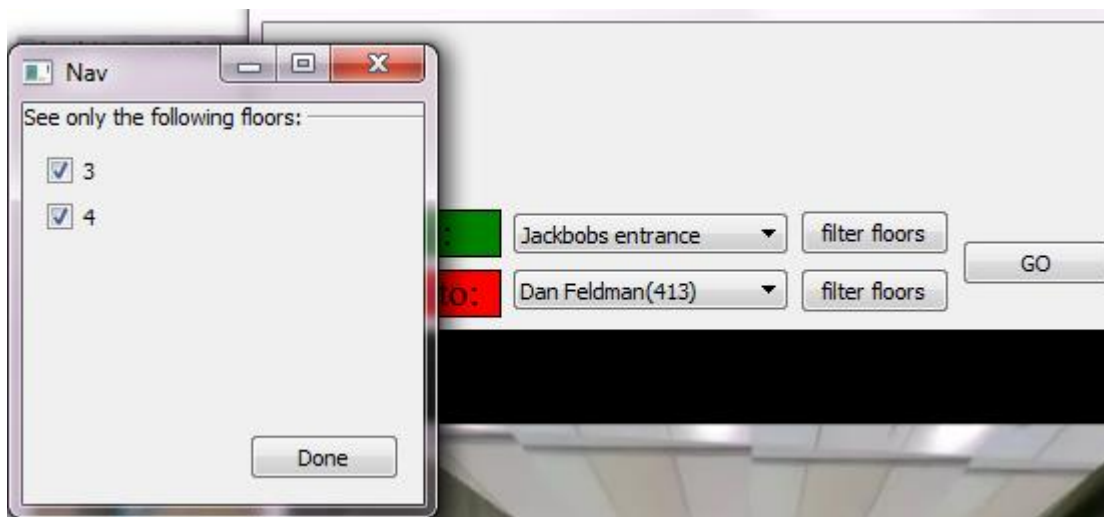 Nav
See only the following floors:
3
4
Done
:
Jackbobs entrance
filter floors
to:
Dan Feldman(413)
filter floors
GO